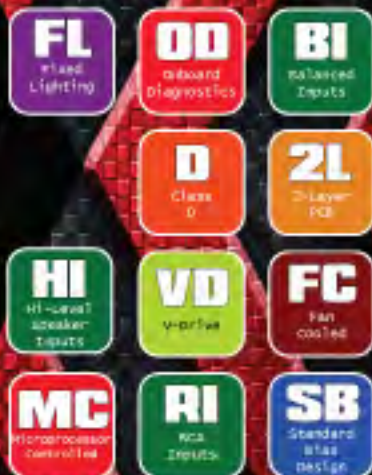 FL
Fixed
Lighting
OD
Onboard
Diagnostics
BI
Balanced
Inputs
D
Class
D
2L
2-Layer
PCB
HI
Hi-Level
Speaker
Inputs
VD
V-Drive
FC
Fan
Cooled
MC
Microprocessor
Controlled
RI
RCA
Inputs
SB
Standard
Bias
Design